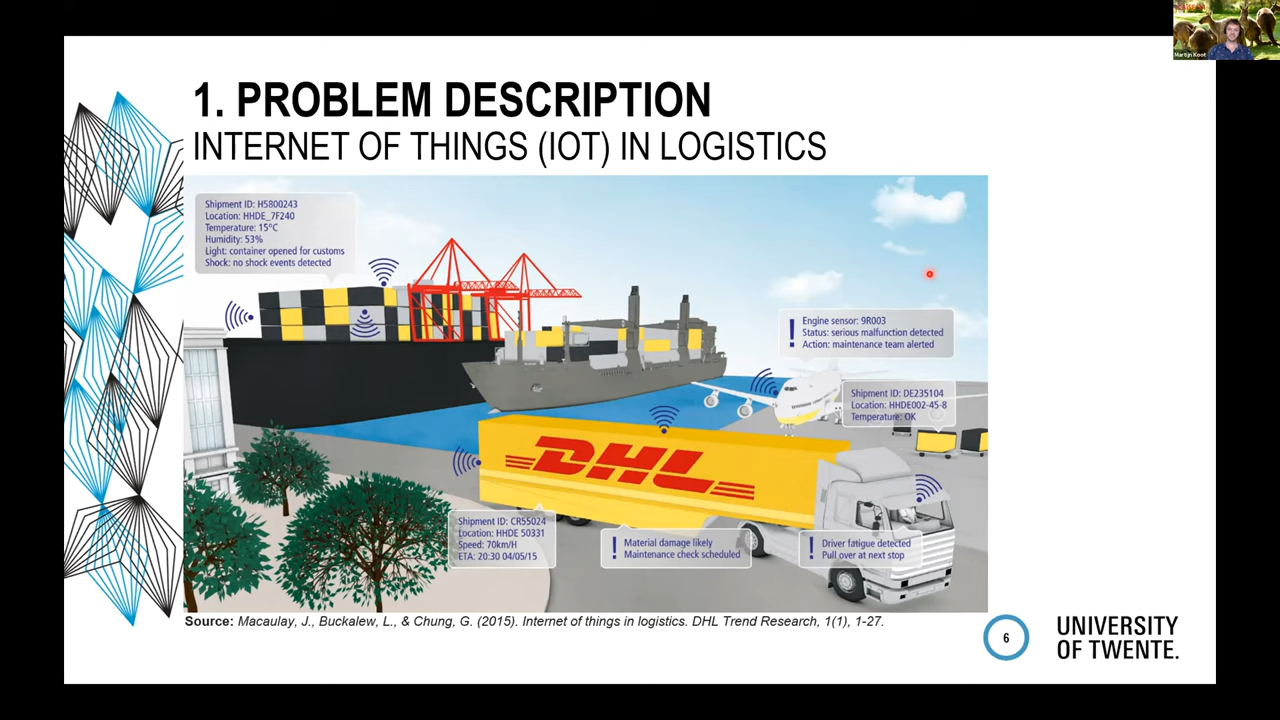 Martijn Koot
1. PROBLEM DESCRIPTION
INTERNET OF THINGS (IOT) IN LOGISTICS
Shipment ID: H5800243
Location: HHDE_7F240
Temperature: 15°C
Humidity: 53%
Light: container opened for customs
Shock: no shock events detected
! Engine sensor: 9R003
Status: serious malfunction detected
Action: maintenance team alerted
Shipment ID: DE235104
Location: HHDE002-45-8
Temperature: OK
DHL
Shipment ID: CR55024
Location: HHDE 50331
Speed: 70km/H
ETA: 20:30 04/05/15
! Material damage likely
Maintenance check scheduled
! Driver fatigue detected
Pull over at next stop
Source: Macaulay, J., Buckalew, L., & Chung, G. (2015). Internet of things in logistics. DHL Trend Research, 1(1), 1-27.
6
UNIVERSITY
OF TWENTE.